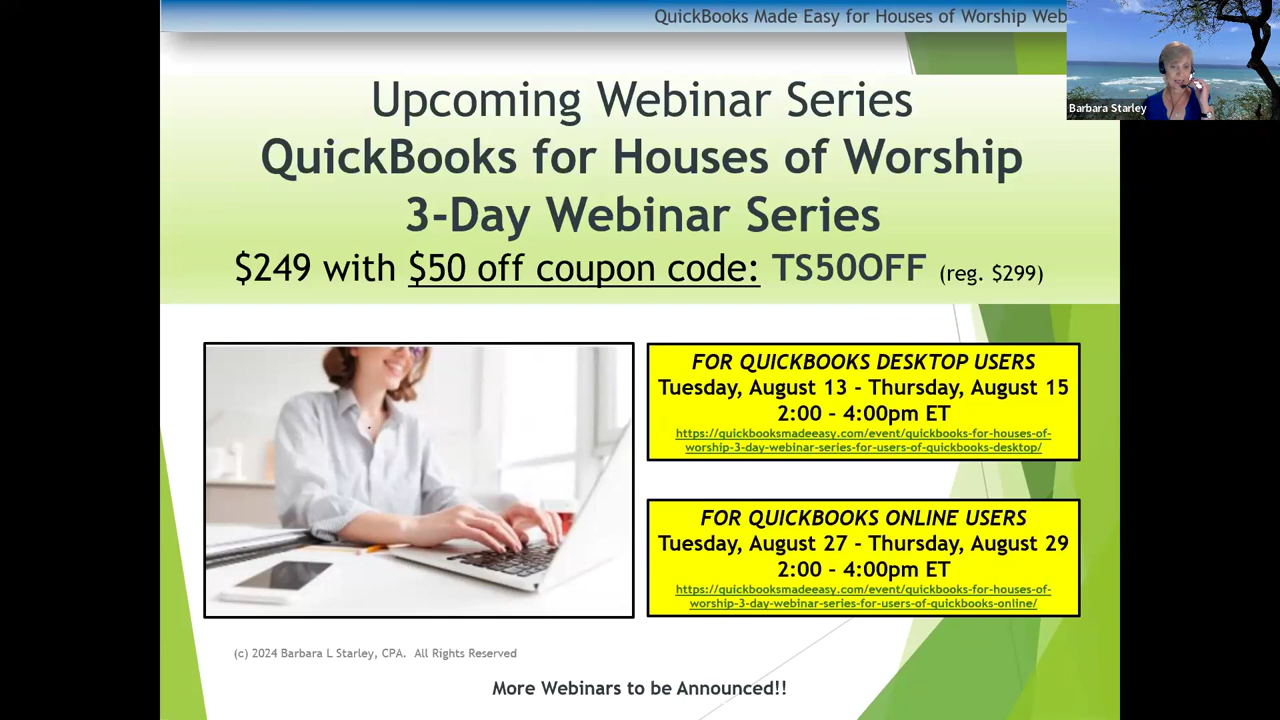 QuickBooks Made Easy for Houses of Worship Web
Barbara Starley
Upcoming Webinar Series
QuickBooks for Houses of Worship
3-Day Webinar Series
$249 with $50 off coupon code: TS50OFF (reg. $299)
FOR QUICKBOOKS DESKTOP USERS
Tuesday, August 13 - Thursday, August 15
2:00 – 4:00pm ET
https://quickbooksmadeeasy.com/event/quickbooks-for-houses-of-
worship-3-day-webinar-series-for-users-of-quickbooks-desktop/
FOR QUICKBOOKS ONLINE USERS
Tuesday, August 27 - Thursday, August 29
2:00 – 4:00pm ET
https://quickbooksmadeeasy.com/event/quickbooks-for-houses-of-
worship-3-day-webinar-series-for-users-of-quickbooks-online/
(c) 2024 Barbara L Starley, CPA. All Rights Reserved
More Webinars to be Announced!!